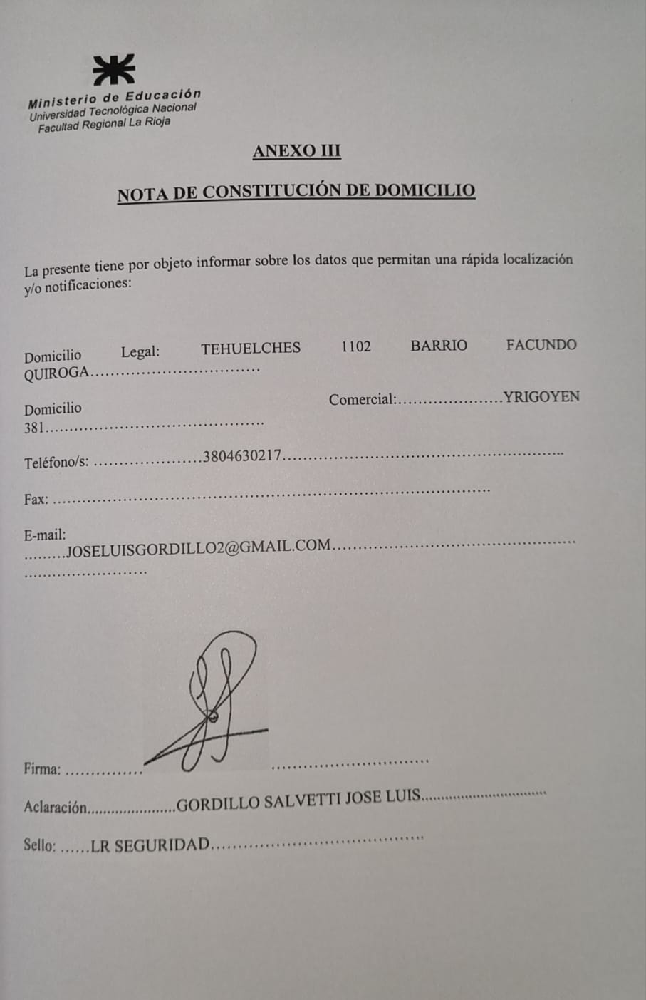 Ministerio de Educación
Universidad Tecnológica Nacional
Facultad Regional La Rioja
ANEXO III
NOTA DE CONSTITUCIÓN DE DOMICILIO
La presente tiene por objeto informar sobre los datos que permitan una rápida localización
y/o notificaciones:
Domicilio Legal: TEHUELCHES 1102 BARRIO FACUNDO
QUIROGA.................................
Domicilio Comercial:.....................YRIGOYEN
381............................................
Teléfono/s: ......................3804630217........................................................
Fax: ........................................................................................
E-mail:
.........JOSELUISGORDILLO2@GMAIL.COM.................................................
.........................
Firma: ................ ................................
Aclaración......................GORDILLO SALVETTI JOSE LUIS...............................
Sello: ......LR SEGURIDAD...........................................